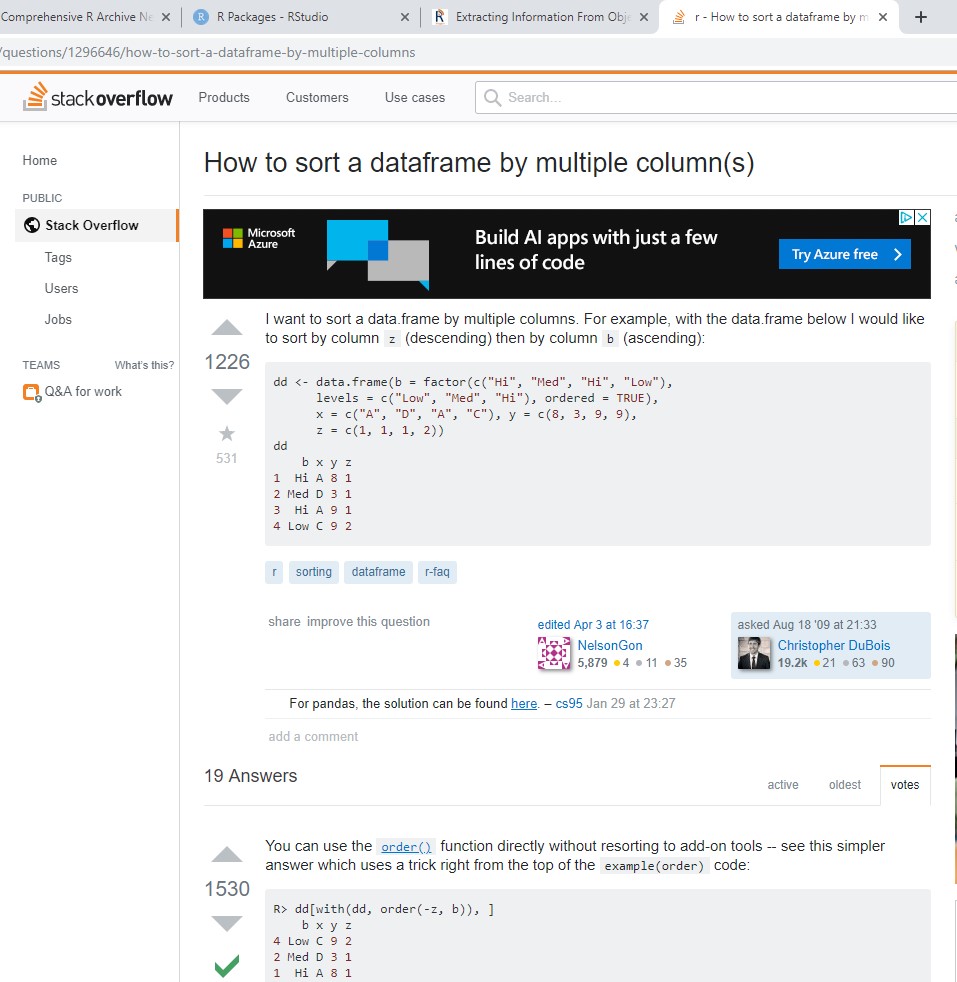 Comprehensive R Archive Ne
R Packages - RStudio
Extracting Information From Obje
r - How to sort a dataframe by m
/questions/1296646/how-to-sort-a-dataframe-by-multiple-columns
stackoverflow
Products
Customers
Use cases
Search...
Home
PUBLIC
Stack Overflow
Tags
Users
Jobs
TEAMS
What's this?
Q&A for work
How to sort a dataframe by multiple column(s)
Microsoft
Azure
Build AI apps with just a few
lines of code
Try Azure free
1226
531
I want to sort a data.frame by multiple columns. For example, with the data.frame below I would like
to sort by column z (descending) then by column b (ascending):
dd <- data.frame(b = factor(c("Hi", "Med", "Hi", "Low"),
levels = c("Low", "Med", "Hi"), ordered = TRUE),
x = c("A", "D", "A", "C"), y = c(8, 3, 9, 9),
z = c(1, 1, 1, 2))
dd
b x y z
1 Hi A 8 1
2 Med D 3 1
3 Hi A 9 1
4 Low C 9 2
r sorting dataframe r-faq
share improve this question
edited Apr 3 at 16:37
NelsonGon
5,879 4 11 35
asked Aug 18 '09 at 21:33
Christopher DuBois
19.2k 21 63 90
For pandas, the solution can be found here. – cs95 Jan 29 at 23:27
add a comment
19 Answers
active oldest votes
1530
You can use the order() function directly without resorting to add-on tools -- see this simpler
answer which uses a trick right from the top of the example(order) code:
R> dd[with(dd, order(-z, b)), ]
b x y z
4 Low C 9 2
2 Med D 3 1
1 Hi A 8 1